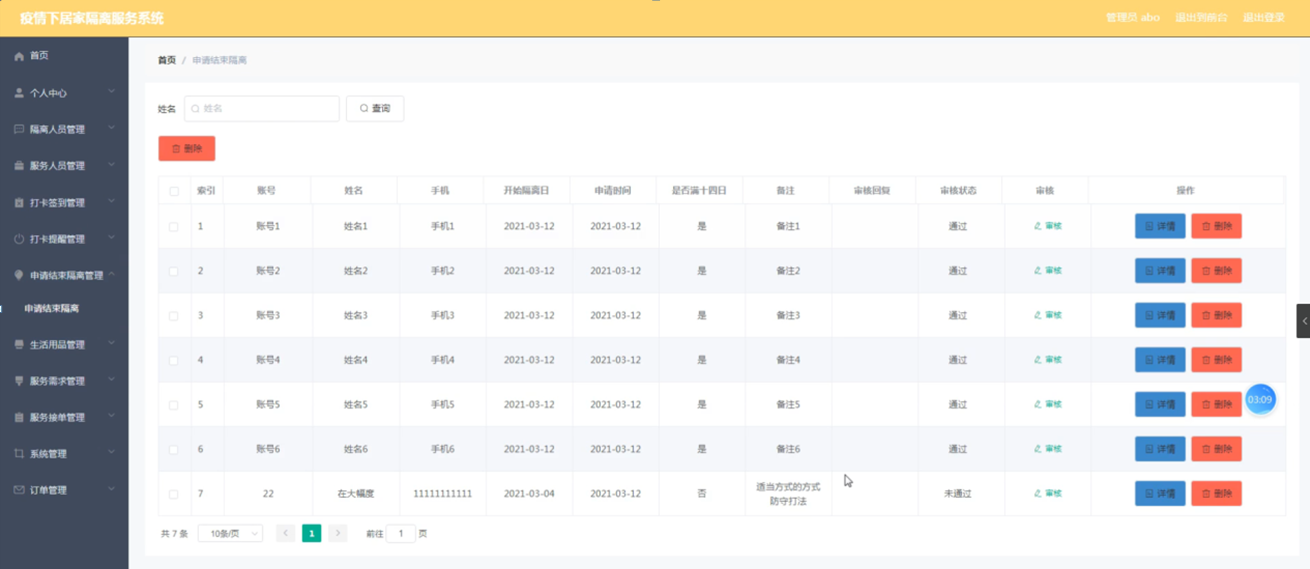 疫情下居家隔离服务系统
管理员 abo 退出到前台 退出登录
首页
个人中心
隔离人员管理
服务人员管理
打卡签到管理
打卡提醒管理
申请结束隔离管理
申请结束隔离
生活用品管理
服务需求管理
服务接单管理
系统管理
订单管理
首页 / 申请结束隔离
姓名 姓名 查询
删除
索引 账号 姓名 手机 开始隔离日 申请时间 是否满十四日 备注 审核回复 审核状态 审核 操作
1 账号1 姓名1 手机1 2021-03-12 2021-03-12 是 备注1 通过 审核 详情 删除
2 账号2 姓名2 手机2 2021-03-12 2021-03-12 是 备注2 通过 审核 详情 删除
3 账号3 姓名3 手机3 2021-03-12 2021-03-12 是 备注3 通过 审核 详情 删除
4 账号4 姓名4 手机4 2021-03-12 2021-03-12 是 备注4 通过 审核 详情 删除
5 账号5 姓名5 手机5 2021-03-12 2021-03-12 是 备注5 通过 审核 详情 删除
03:09
6 账号6 姓名6 手机6 2021-03-12 2021-03-12 是 备注6 通过 审核 详情 删除
7 22 在大幅度 11111111111 2021-03-04 2021-03-12 否 适当方式的方式 未通过 审核 详情 删除
防守打法
共 7 条 10条/页 < 1 > 前往 1 页